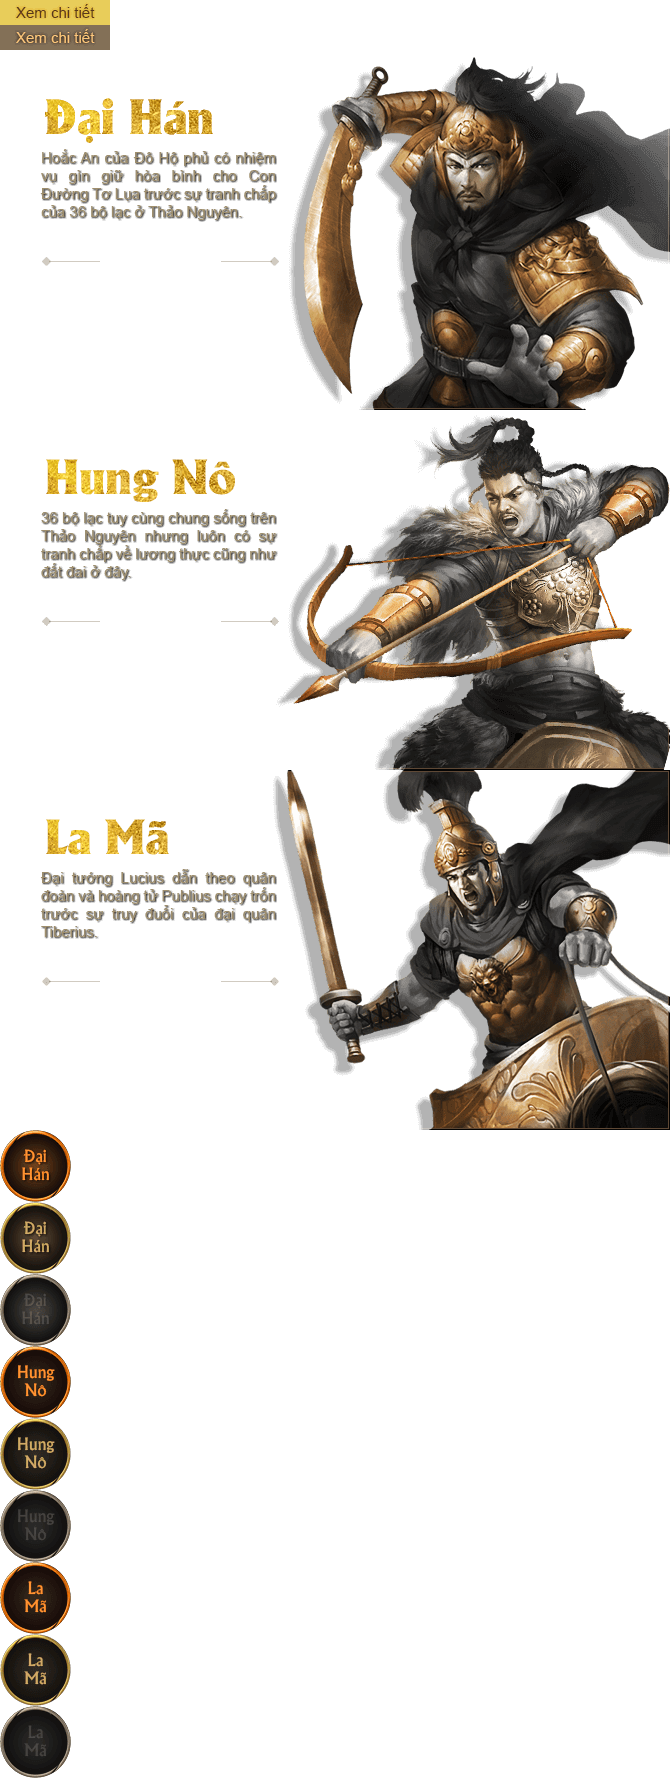 Xem chi tiết
Xem chi tiết
Đại Hán
Hoắc An của Đô Hộ phủ có nhiệm
vụ gìn giữ hòa bình cho Con
Đường Tơ Lụa trước sự tranh chấp
của 36 bộ lạc ở Thảo Nguyên.
Hung Nô
36 bộ lạc tuy cùng chung sống trên
Thảo Nguyên nhưng luôn có sự
tranh chấp về lương thực cũng như
đất đai ở đây.
La Mã
Đại tướng Lucius dẫn theo quân
đoàn và hoàng tử Publius chạy trốn
trước sự truy đuổi của đại quân
Tiberius.
Đại
Hán
Đại
Hán
Đại
Hán
Hung
Nô
Hung
Nô
Hung
Nô
La
Mã
La
Mã
La
Mã